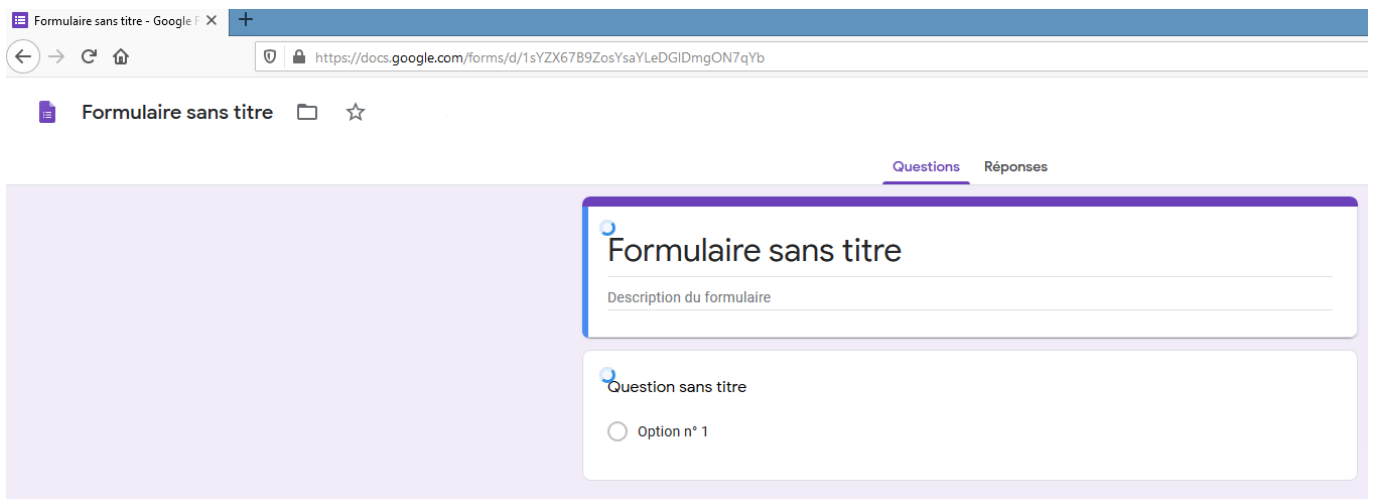 Formulaire sans titre - Google F
https://docs.google.com/forms/d/1sYZX67B9ZosYsaYLeDGlDmgON7qYb
Formulaire sans titre
Questions Réponses
Formulaire sans titre
Description du formulaire
Question sans titre
Option n° 1